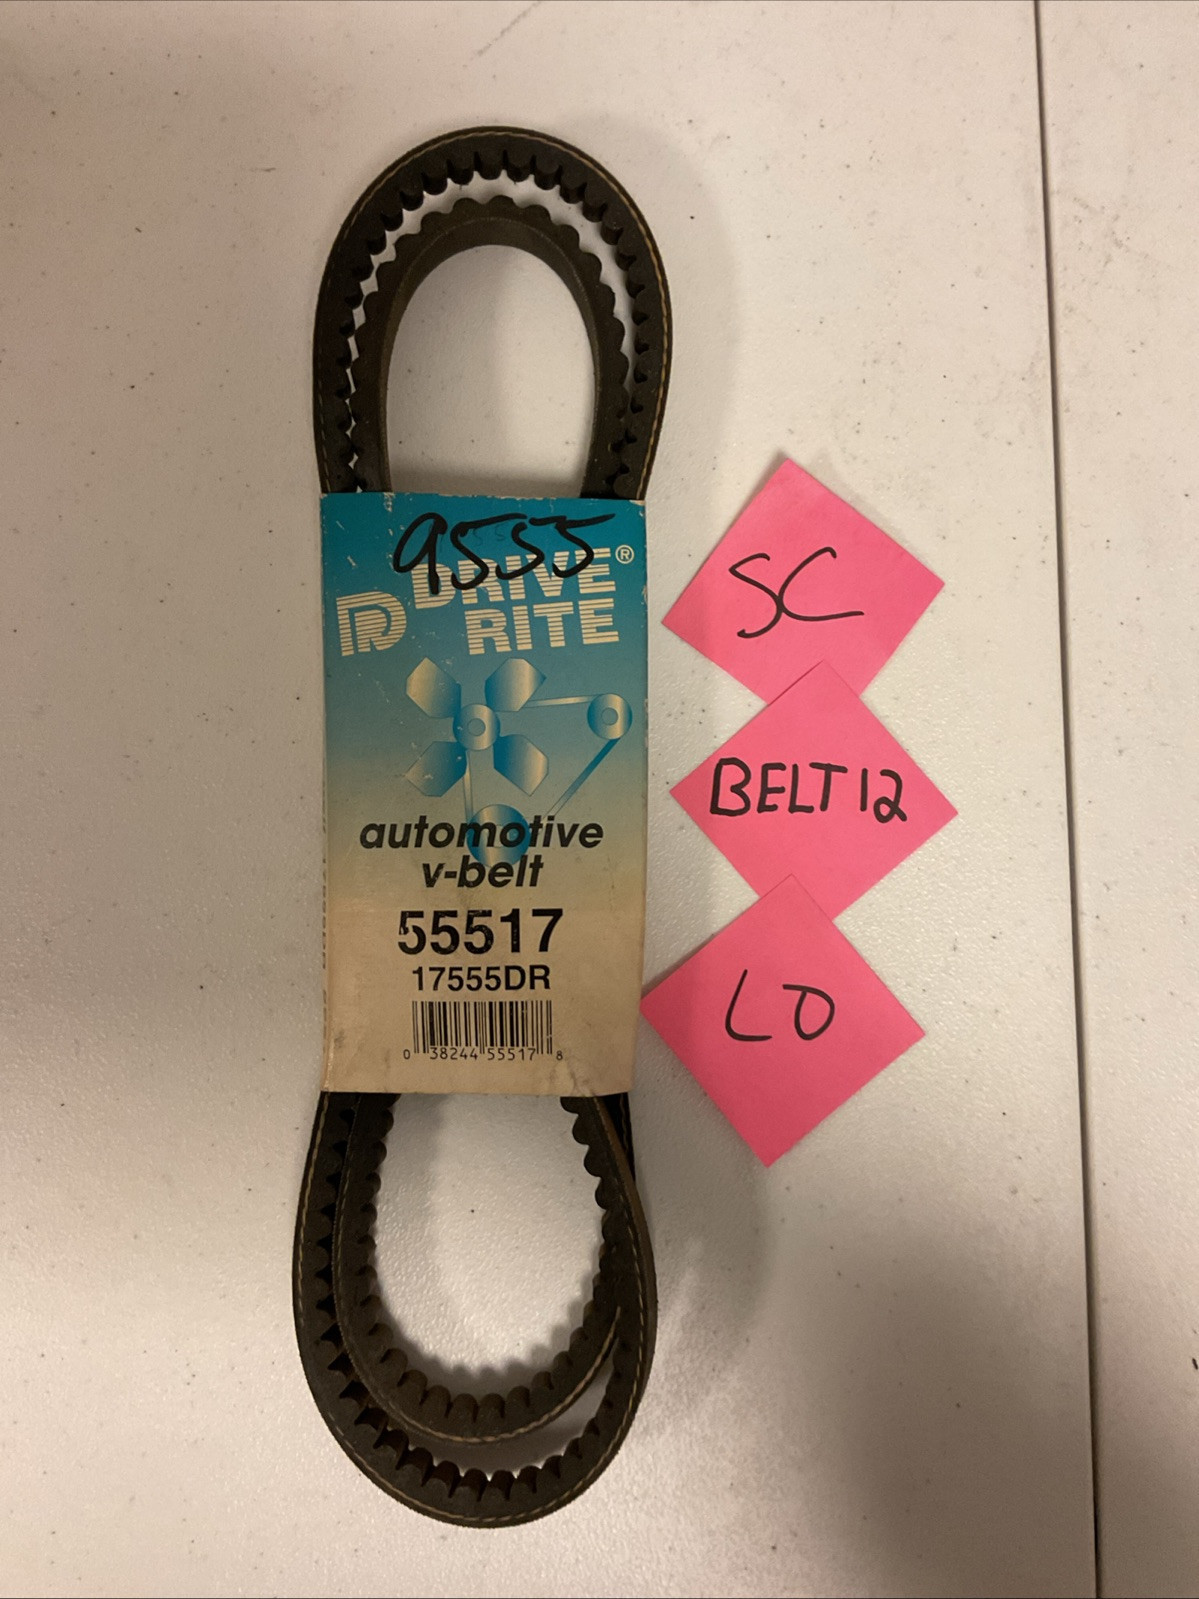 9555
DRIVE®
RITE
automotive
v-belt
55517
17555DR
0 38244 55517 8
SC
BELT12
LO